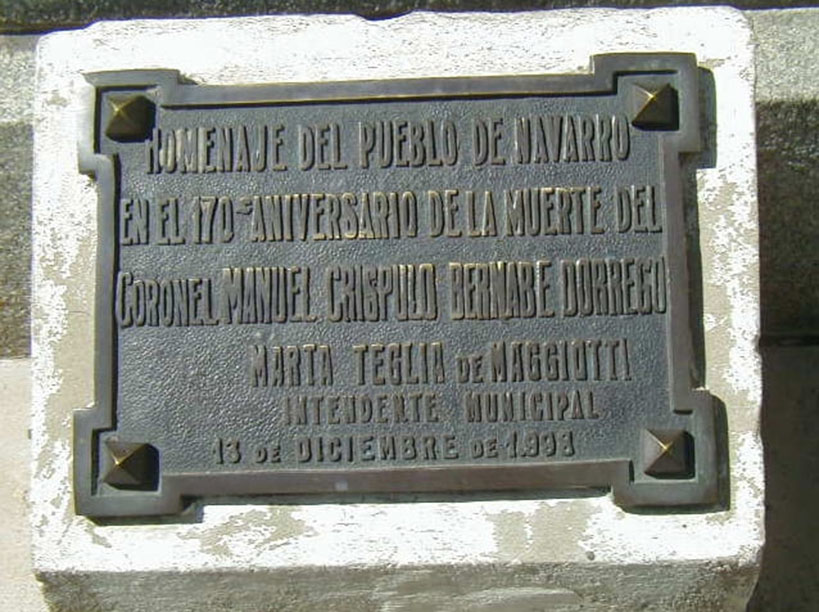 HOMENAJE DEL PUEBLO DE NAVARRO
EN EL 170º ANIVERSARIO DE LA MUERTE DEL
CORONEL MANUEL CRISPULO BERNABE DORREGO
MARTA TEGLIA DE MAGGIOTTI
INTENDENTE MUNICIPAL
13 DE DICIEMBRE DE 1.998